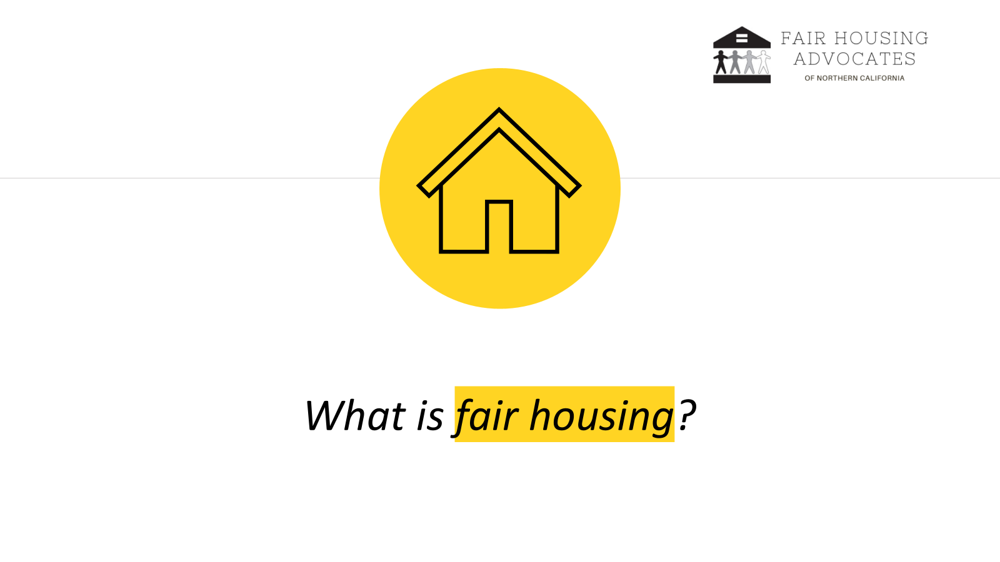 FAIR HOUSING
ADVOCATES
OF NORTHERN CALIFORNIA
What is fair housing?